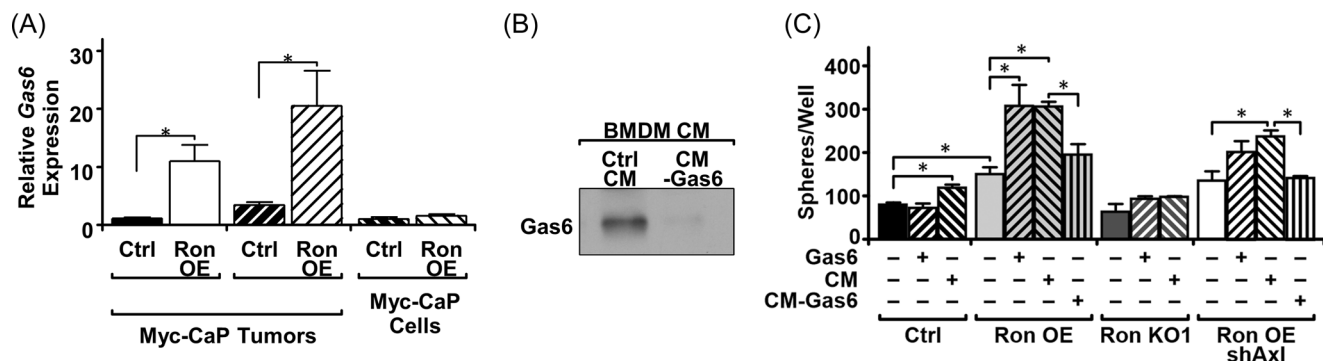 (A)
Relative Gas6
Expression
30
20
10
0
*
*
Ctrl Ron OE Ctrl Ron OE Ctrl Ron OE
Myc-CaP Tumors
Myc-CaP
Cells
(B)
BMDM CM
Ctrl CM
CM -Gas6
Gas6
(C)
Spheres/Well
400
300
200
100
0
* * * * * * *
Gas6 – + – – + – – – + – – + – –
CM – – + – – + – – – + – – + –
CM-Gas6 – – – – – – + – – – – – – +
Ctrl Ron OE Ron KO1 Ron OE
shAxl